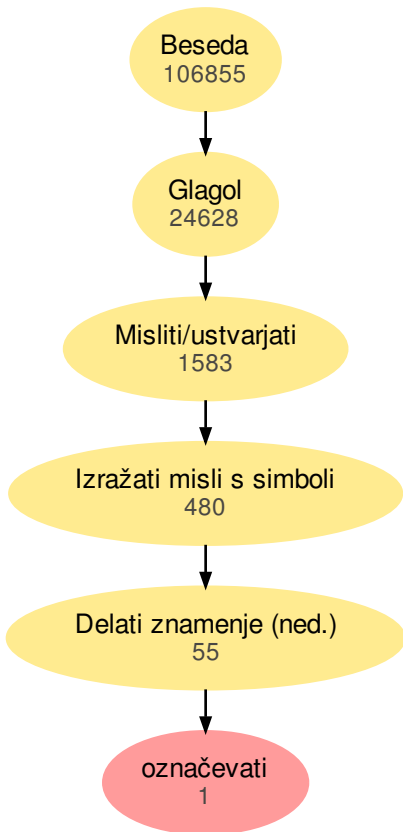 Beseda
106855
Glagol
24628
Misliti/ustvarjati
1583
Izražati misli s simboli
480
Delati znamenje (ned.)
55
označevati
1